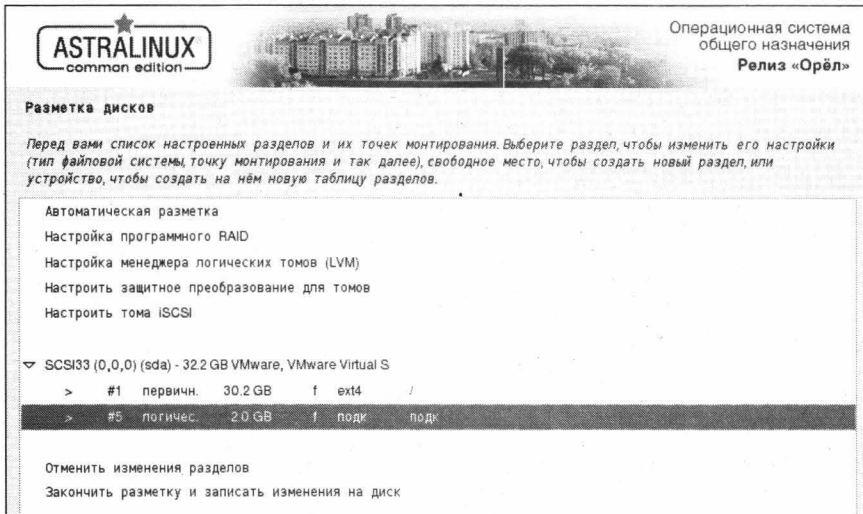 ASTRALINUX
common edition
Операционная система
общего назначения
Релиз «Орёл»
Разметка дисков
Перед вами список настроенных разделов и их точек монтирования. Выберите раздел, чтобы изменить его настройки
(тип файловой системы, точку монтирования и так далее), свободное место, чтобы создать новый раздел, или
устройство, чтобы создать на нём новую таблицу разделов.
Автоматическая разметка
Настройка программного RAID
Настройка менеджера логических томов (LVM)
Настроить защитное преобразование для томов
Настроить тома iSCSI
▽ SCSI33 (0,0,0) (sda) - 32.2 GB VMware, VMware Virtual S
> #1 первичн. 30.2 GB f ext4 /
> #5 логичес. 2.0 GB f подк подк
Отменить изменения разделов
Закончить разметку и записать изменения на диск